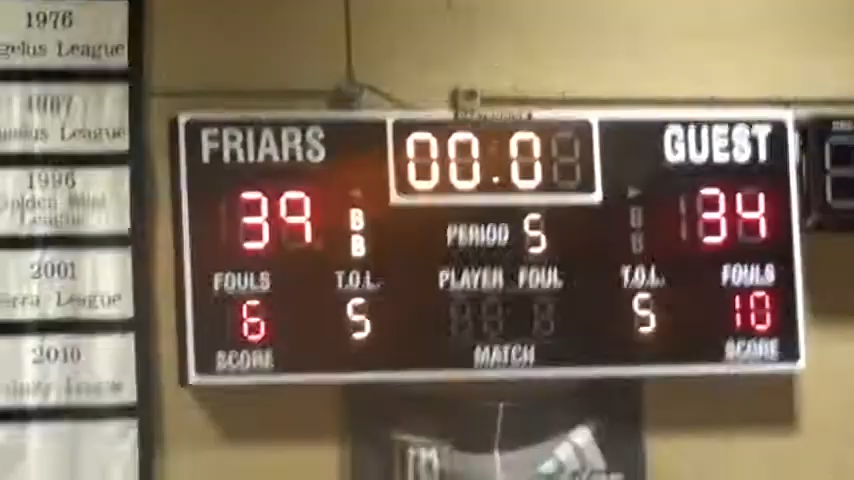 1976
gelus League
1987
League
1996
League
2001
League
2010
FRIARS
00.0
GUEST
39
B
B
PERIOD 5
34
FOULS
T.O.L.
PLAYER FOUL
T.O.L.
FOULS
6
5
5
10
SCORE
MATCH
SCORE